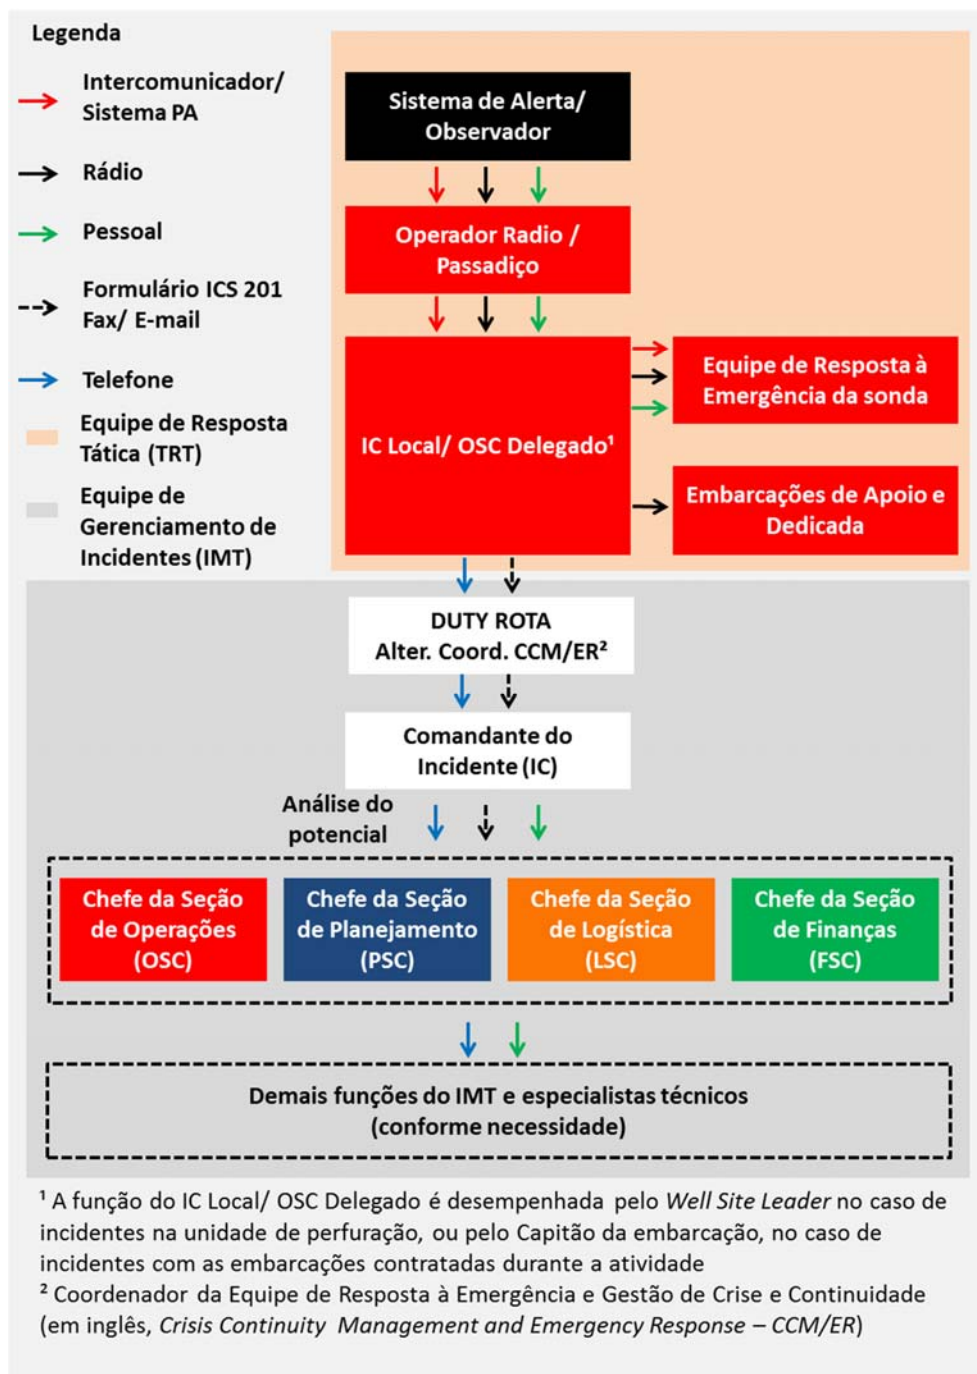 Legenda
Intercomunicador/
Sistema PA
Rádio
Pessoal
Formulário ICS 201
Fax/ E-mail
Telefone
Equipe de Resposta
Tática (TRT)
Equipe de
Gerenciamento de
Incidentes (IMT)
Sistema de Alerta/
Observador
Operador Radio /
Passadiço
IC Local/ OSC Delegado¹
Equipe de Resposta à
Emergência da sonda
Embarcações de Apoio e
Dedicada
DUTY ROTA
Alter. Coord. CCM/ER²
Comandante do
Incidente (IC)
Análise do
potencial
Chefe da Seção
de Operações
(OSC)
Chefe da Seção
de Planejamento
(PSC)
Chefe da Seção
de Logística
(LSC)
Chefe da Seção
de Finanças
(FSC)
Demais funções do IMT e especialistas técnicos
(conforme necessidade)
¹ A função do IC Local/ OSC Delegado é desempenhada pelo Well Site Leader no caso de
incidentes na unidade de perfuração, ou pelo Capitão da embarcação, no caso de
incidentes com as embarcações contratadas durante a atividade
² Coordenador da Equipe de Resposta à Emergência e Gestão de Crise e Continuidade
(em inglês, Crisis Continuity Management and Emergency Response – CCM/ER)